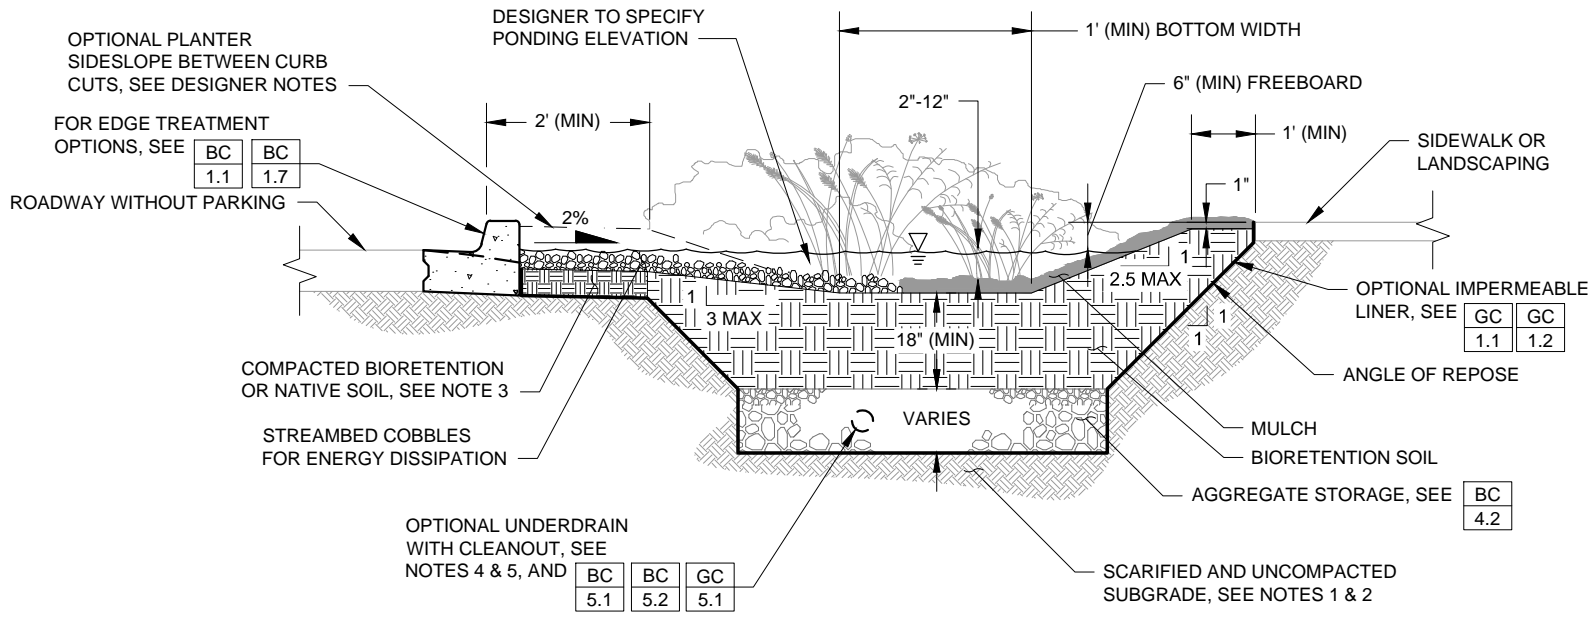 DESIGNER TO SPECIFY
PONDING ELEVATION
1' (MIN) BOTTOM WIDTH
OPTIONAL PLANTER
SIDESLOPE BETWEEN CURB
CUTS, SEE DESIGNER NOTES
6" (MIN) FREEBOARD
2"-12"
2' (MIN)
1' (MIN)
FOR EDGE TREATMENT
OPTIONS, SEE
BC
1.1
BC
1.7
SIDEWALK OR
LANDSCAPING
ROADWAY WITHOUT PARKING
1"
2%
1
2.5 MAX
1
3 MAX
OPTIONAL IMPERMEABLE
LINER, SEE
GC
1.1
GC
1.2
1
1
18" (MIN)
COMPACTED BIORETENTION
OR NATIVE SOIL, SEE NOTE 3
ANGLE OF REPOSE
VARIES
MULCH
STREAMBED COBBLES
FOR ENERGY DISSIPATION
BIORETENTION SOIL
AGGREGATE STORAGE, SEE
BC
4.2
OPTIONAL UNDERDRAIN
WITH CLEANOUT, SEE
NOTES 4 & 5, AND
BC
5.1
BC
5.2
GC
5.1
SCARIFIED AND UNCOMPACTED
SUBGRADE, SEE NOTES 1 & 2